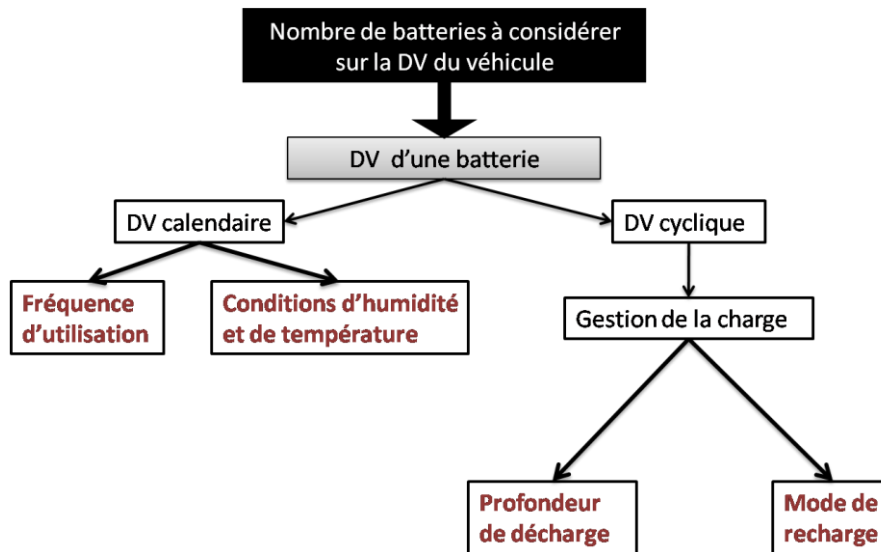 Nombre de batteries à considérer
sur la DV du véhicule
DV d'une batterie
DV calendaire
DV cyclique
Fréquence
d'utilisation
Conditions d'humidité
et de température
Gestion de la charge
Profondeur
de décharge
Mode de
recharge